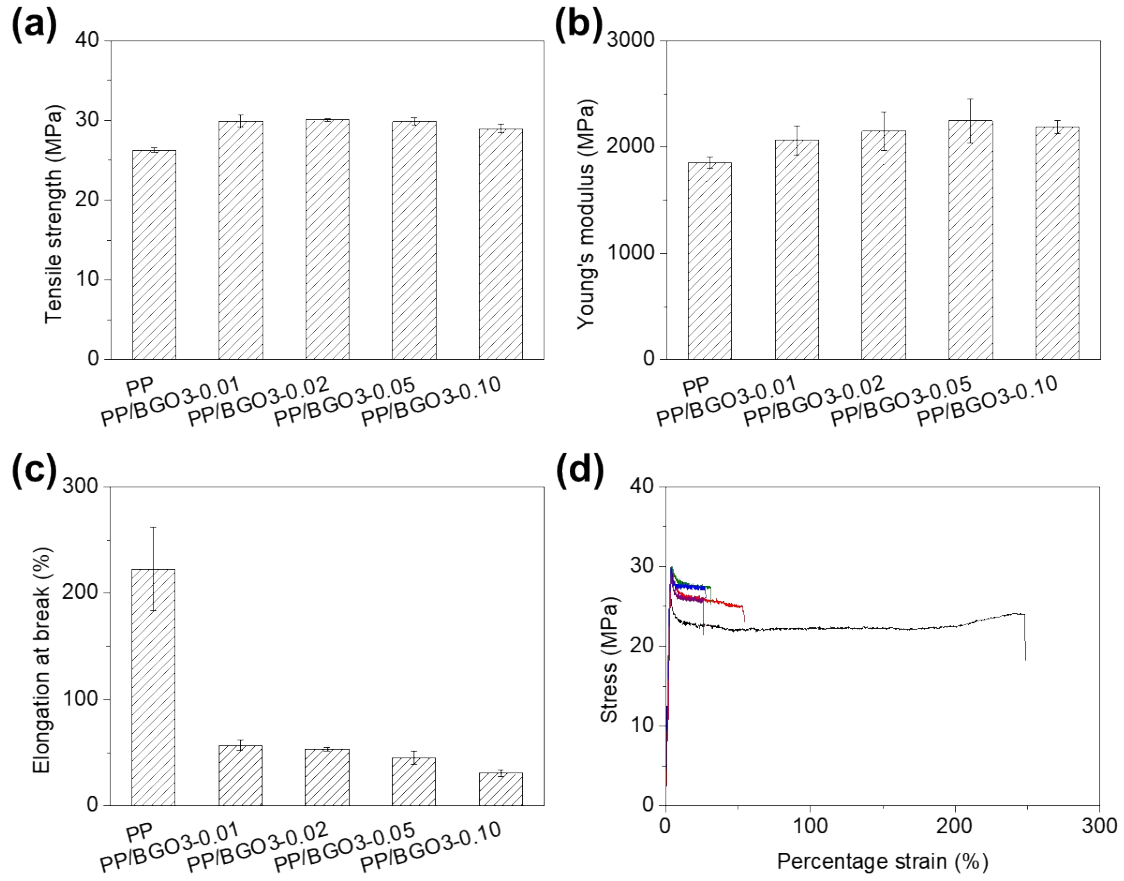 (a)
40
30
20
10
0
Tensile strength (MPa)
PP
PP/BGO3-0.01
PP/BGO3-0.02
PP/BGO3-0.05
PP/BGO3-0.10
(b)
3000
2000
1000
0
Young's modulus (MPa)
PP
PP/BGO3-0.01
PP/BGO3-0.02
PP/BGO3-0.05
PP/BGO3-0.10
(c)
300
200
100
0
Elongation at break (%)
PP
PP/BGO3-0.01
PP/BGO3-0.02
PP/BGO3-0.05
PP/BGO3-0.10
(d)
40
30
20
10
0
Stress (MPa)
0 100 200 300
Percentage strain (%)